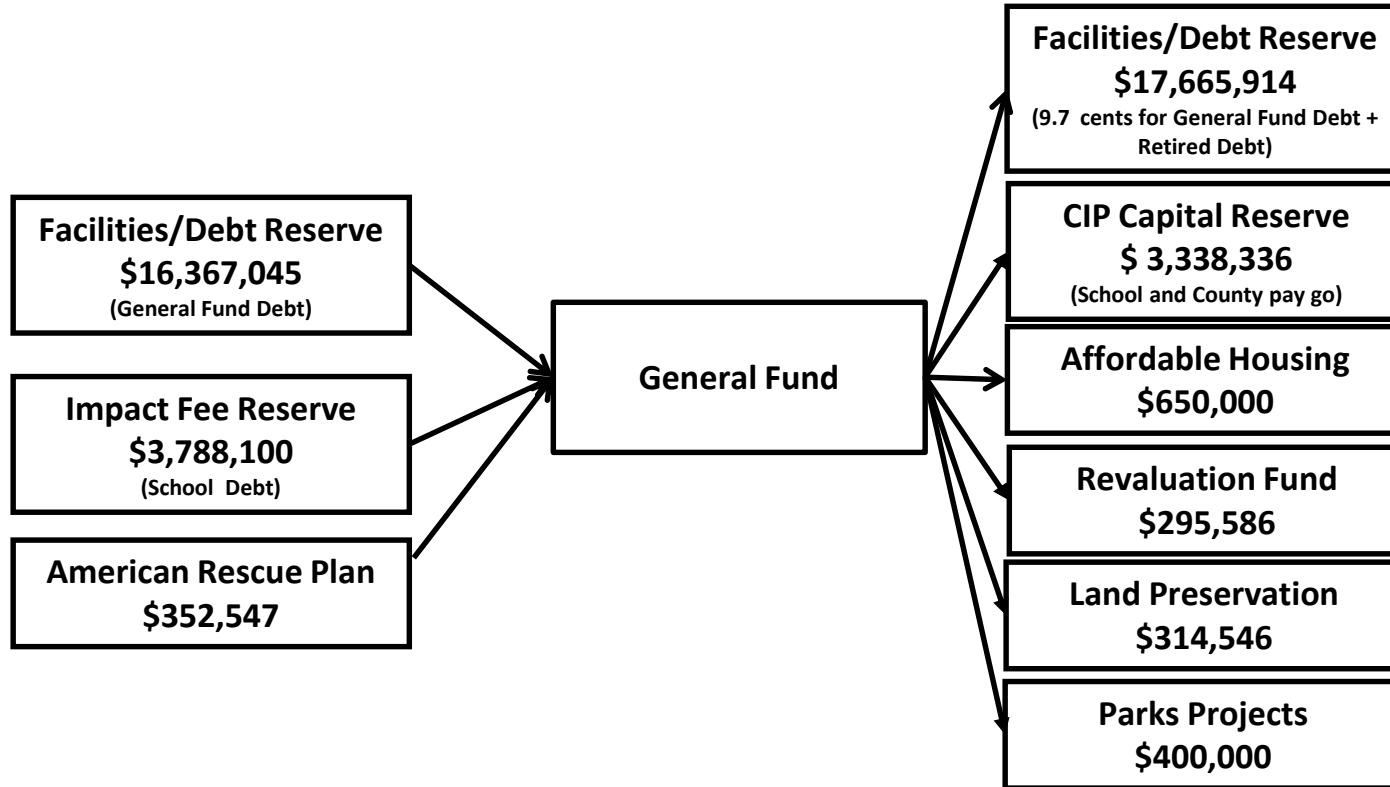 Facilities/Debt Reserve
$16,367,045
(General Fund Debt)
Impact Fee Reserve
$3,788,100
(School Debt)
American Rescue Plan
$352,547
General Fund
Facilities/Debt Reserve
$17,665,914
(9.7 cents for General Fund Debt +
Retired Debt)
CIP Capital Reserve
$ 3,338,336
(School and County pay go)
Affordable Housing
$650,000
Revaluation Fund
$295,586
Land Preservation
$314,546
Parks Projects
$400,000